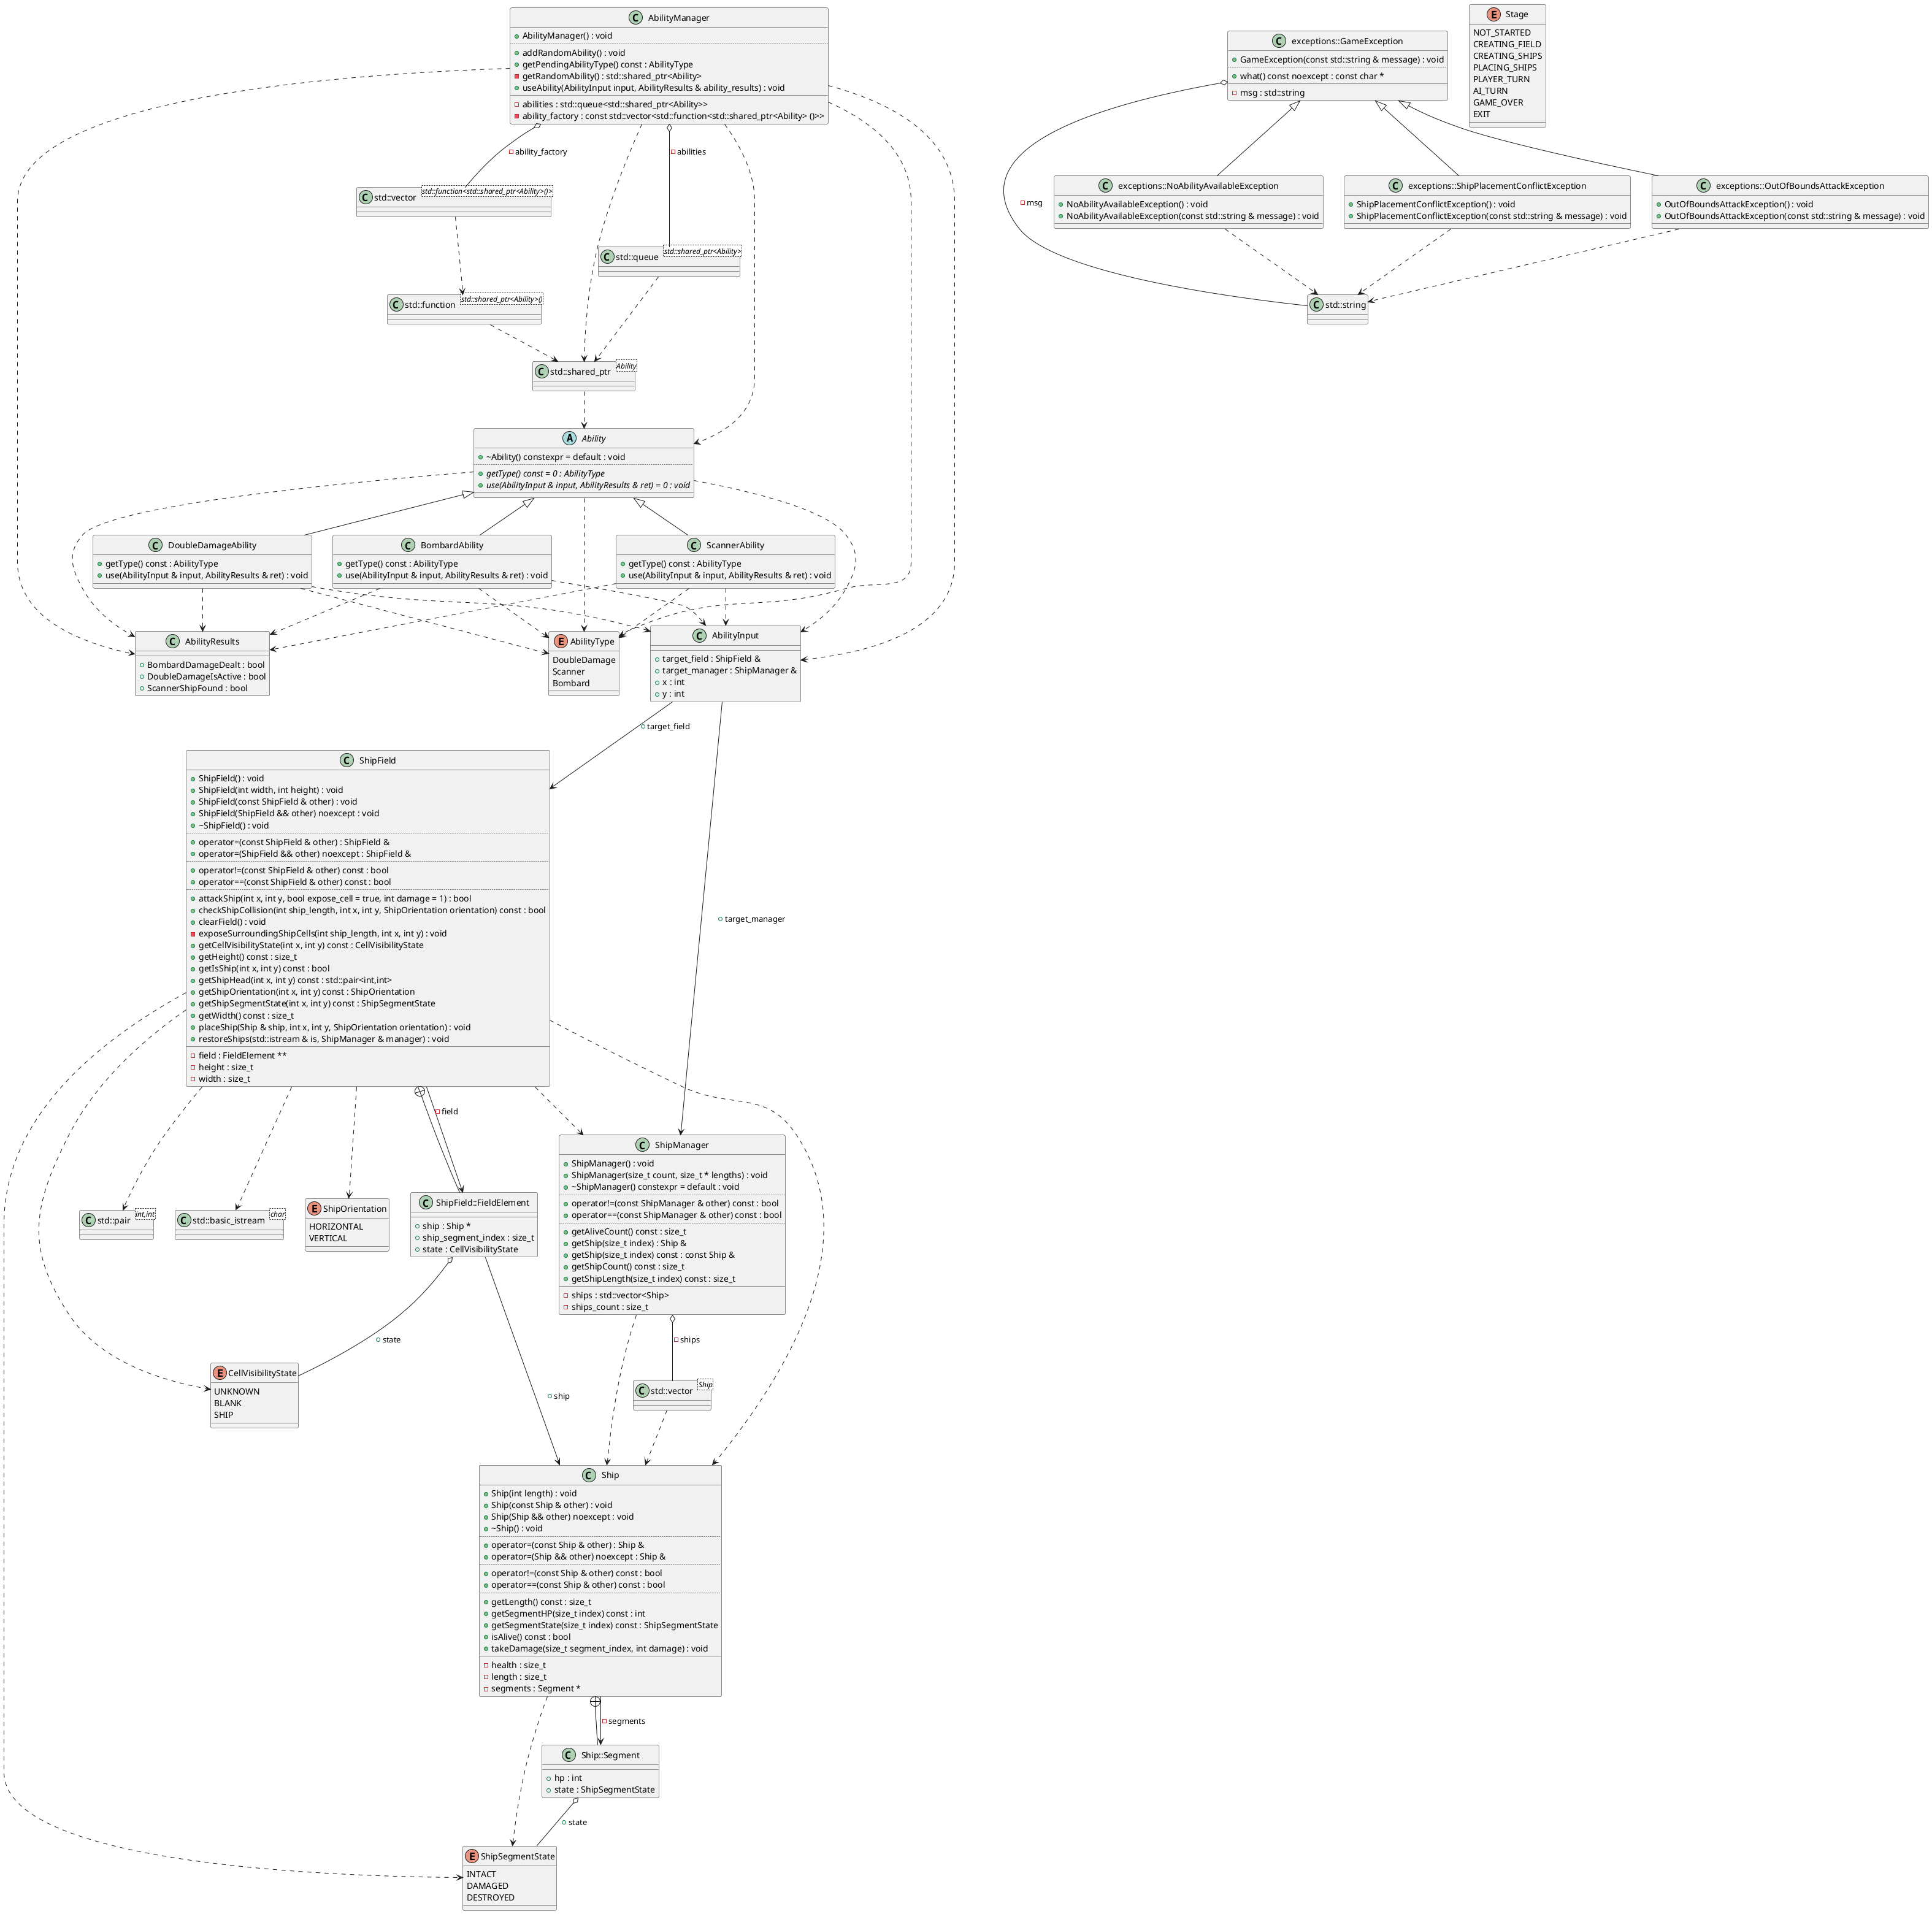 AbilityManager
AbilityManager() : void
addRandomAbility() : void
getPendingAbilityType() const : AbilityType
getRandomAbility() : std::shared_ptr<Ability>
useAbility(AbilityInput input, AbilityResults & ability_results) : void
abilities : std::queue<std::shared_ptr<Ability>>
ability_factory : const std::vector<std::function<std::shared_ptr<Ability> ()>>
exceptions::GameException
GameException(const std::string & message) : void
what() const noexcept : const char *
msg : std::string
Stage
NOT_STARTED
CREATING_FIELD
CREATING_SHIPS
PLACING_SHIPS
PLAYER_TURN
AI_TURN
GAME_OVER
EXIT
ability_factory
abilities
std::vector
std::function<std::shared_ptr<Ability>()>
msg
exceptions::NoAbilityAvailableException
NoAbilityAvailableException() : void
NoAbilityAvailableException(const std::string & message) : void
exceptions::ShipPlacementConflictException
ShipPlacementConflictException() : void
ShipPlacementConflictException(const std::string & message) : void
exceptions::OutOfBoundsAttackException
OutOfBoundsAttackException() : void
OutOfBoundsAttackException(const std::string & message) : void
std::queue
std::shared_ptr<Ability>
std::function
std::shared_ptr<Ability>()
std::string
std::shared_ptr
Ability
Ability
~Ability() constexpr = default : void
getType() const = 0 : AbilityType
use(AbilityInput & input, AbilityResults & ret) = 0 : void
DoubleDamageAbility
getType() const : AbilityType
use(AbilityInput & input, AbilityResults & ret) : void
BombardAbility
getType() const : AbilityType
use(AbilityInput & input, AbilityResults & ret) : void
ScannerAbility
getType() const : AbilityType
use(AbilityInput & input, AbilityResults & ret) : void
AbilityResults
BombardDamageDealt : bool
DoubleDamageIsActive : bool
ScannerShipFound : bool
AbilityType
DoubleDamage
Scanner
Bombard
AbilityInput
target_field : ShipField &
target_manager : ShipManager &
x : int
y : int
target_field
ShipField
ShipField() : void
ShipField(int width, int height) : void
ShipField(const ShipField & other) : void
ShipField(ShipField && other) noexcept : void
~ShipField() : void
operator=(const ShipField & other) : ShipField &
operator=(ShipField && other) noexcept : ShipField &
operator!=(const ShipField & other) const : bool
operator==(const ShipField & other) const : bool
attackShip(int x, int y, bool expose_cell = true, int damage = 1) : bool
checkShipCollision(int ship_length, int x, int y, ShipOrientation orientation) const : bool
clearField() : void
exposeSurroundingShipCells(int ship_length, int x, int y) : void
getCellVisibilityState(int x, int y) const : CellVisibilityState
getHeight() const : size_t
getIsShip(int x, int y) const : bool
getShipHead(int x, int y) const : std::pair<int,int>
getShipOrientation(int x, int y) const : ShipOrientation
getShipSegmentState(int x, int y) const : ShipSegmentState
getWidth() const : size_t
placeShip(Ship & ship, int x, int y, ShipOrientation orientation) : void
restoreShips(std::istream & is, ShipManager & manager) : void
field : FieldElement **
height : size_t
width : size_t
target_manager
field
std::pair
int,int
std::basic_istream
char
ShipOrientation
HORIZONTAL
VERTICAL
ShipField::FieldElement
ship : Ship *
ship_segment_index : size_t
state : CellVisibilityState
ShipManager
ShipManager() : void
ShipManager(size_t count, size_t * lengths) : void
~ShipManager() constexpr = default : void
operator!=(const ShipManager & other) const : bool
operator==(const ShipManager & other) const : bool
getAliveCount() const : size_t
getShip(size_t index) : Ship &
getShip(size_t index) const : const Ship &
getShipCount() const : size_t
getShipLength(size_t index) const : size_t
ships : std::vector<Ship>
ships_count : size_t
state
ships
CellVisibilityState
UNKNOWN
BLANK
SHIP
ship
std::vector
Ship
Ship
Ship(int length) : void
Ship(const Ship & other) : void
Ship(Ship && other) noexcept : void
~Ship() : void
operator=(const Ship & other) : Ship &
operator=(Ship && other) noexcept : Ship &
operator!=(const Ship & other) const : bool
operator==(const Ship & other) const : bool
getLength() const : size_t
getSegmentHP(size_t index) const : int
getSegmentState(size_t index) const : ShipSegmentState
isAlive() const : bool
takeDamage(size_t segment_index, int damage) : void
health : size_t
length : size_t
segments : Segment *
segments
Ship::Segment
hp : int
state : ShipSegmentState
state
ShipSegmentState
INTACT
DAMAGED
DESTROYED